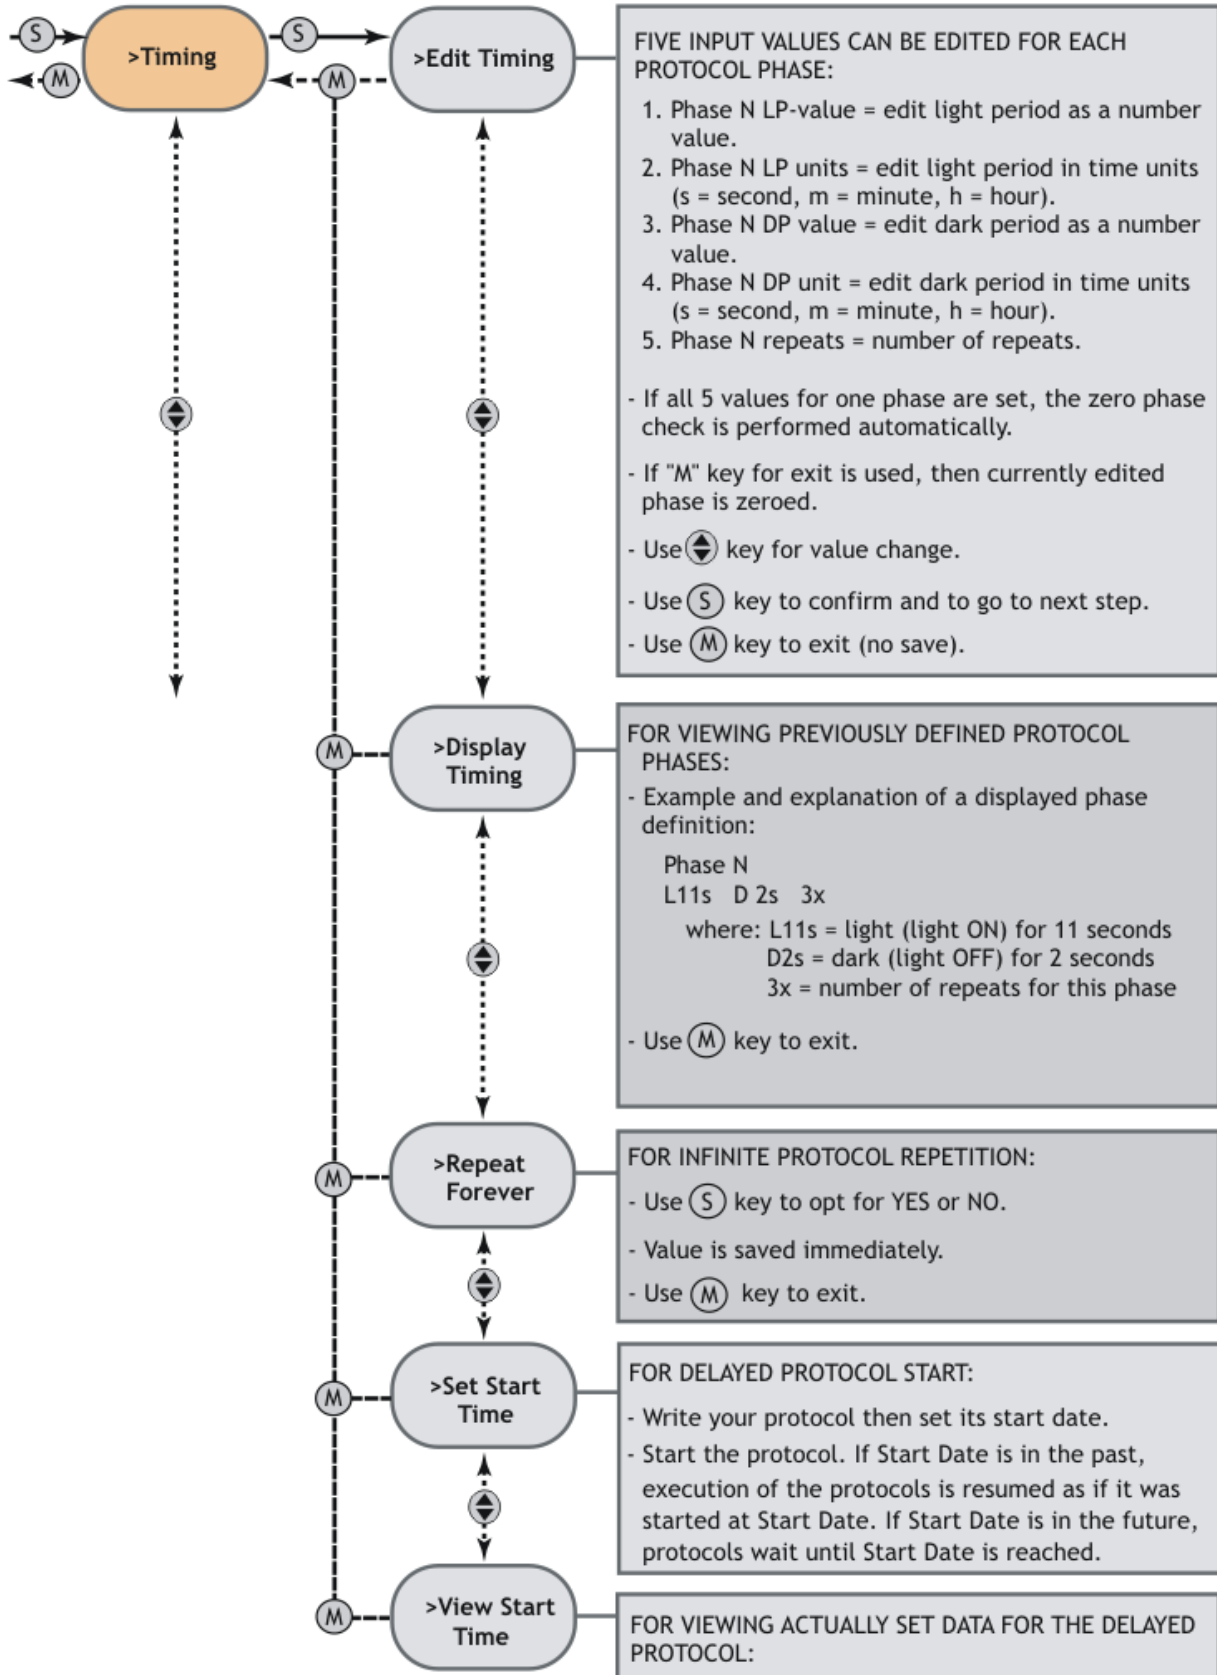 S
>Timing
S
>Edit Timing
M
M
FIVE INPUT VALUES CAN BE EDITED FOR EACH
PROTOCOL PHASE:
1. Phase N LP-value = edit light period as a number
value.
2. Phase N LP units = edit light period in time units
(s = second, m = minute, h = hour).
3. Phase N DP value = edit dark period as a number
value.
4. Phase N DP unit = edit dark period in time units
(s = second, m = minute, h = hour).
5. Phase N repeats = number of repeats.
- If all 5 values for one phase are set, the zero phase
check is performed automatically.
- If "M" key for exit is used, then currently edited
phase is zeroed.
- Use key for value change.
- Use S key to confirm and to go to next step.
- Use M key to exit (no save).
M
>Display
Timing
FOR VIEWING PREVIOUSLY DEFINED PROTOCOL
PHASES:
- Example and explanation of a displayed phase
definition:
Phase N
L11s D 2s 3x
where: L11s = light (light ON) for 11 seconds
D2s = dark (light OFF) for 2 seconds
3x = number of repeats for this phase
- Use M key to exit.
M
>Repeat
Forever
FOR INFINITE PROTOCOL REPETITION:
- Use S key to opt for YES or NO.
- Value is saved immediately.
- Use M key to exit.
M
>Set Start
Time
FOR DELAYED PROTOCOL START:
- Write your protocol then set its start date.
- Start the protocol. If Start Date is in the past,
execution of the protocols is resumed as if it was
started at Start Date. If Start Date is in the future,
protocols wait until Start Date is reached.
M
>View Start
Time
FOR VIEWING ACTUALLY SET DATA FOR THE DELAYED
PROTOCOL: